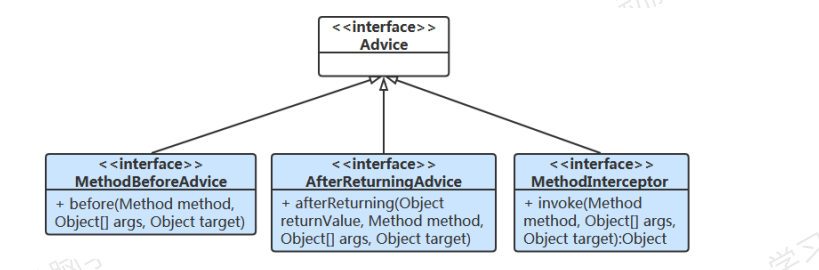 <<interface>>
Advice
<<interface>>
MethodBeforeAdvice
+ before(Method method,
Object[] args, Object target)
<<interface>>
AfterReturningAdvice
+ afterReturning(Object
returnValue, Method method,
Object[] args, Object target)
<<interface>>
MethodInterceptor
+ invoke(Method
method, Object[] args,
Object target):Object